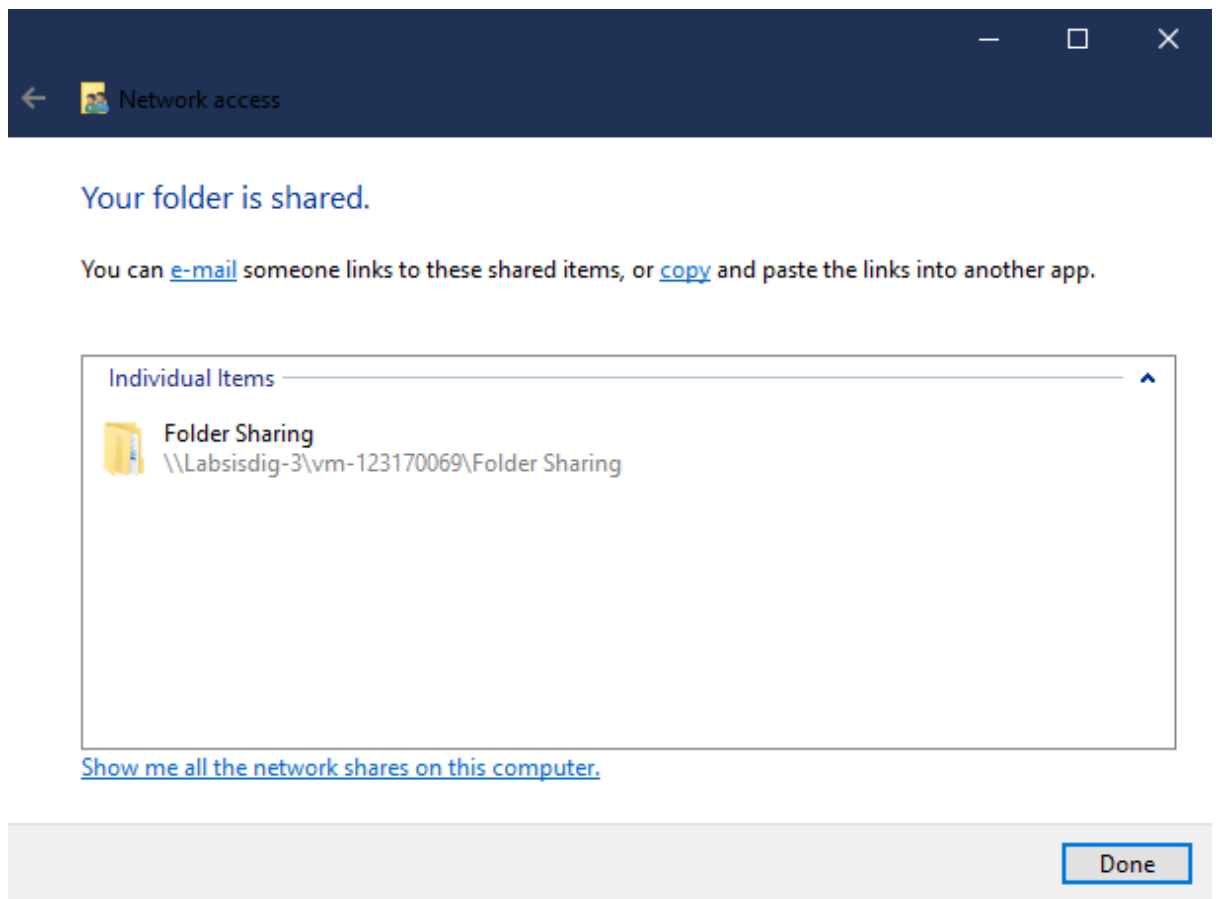 Network access
Your folder is shared.
You can e-mail someone links to these shared items, or copy and paste the links into another app.
Individual Items
Folder Sharing
\\Labsisdig-3\vm-123170069\Folder Sharing
Show me all the network shares on this computer.
Done